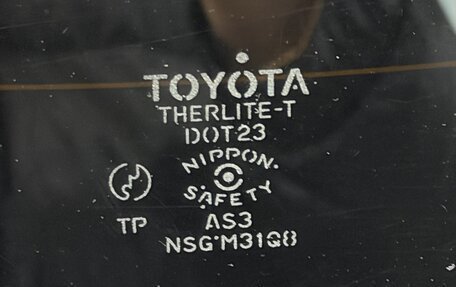 TOYOTA
THERLITE-T
DOT23
NIPPON.
SAFETY
TP AS3
NSG M31Q8